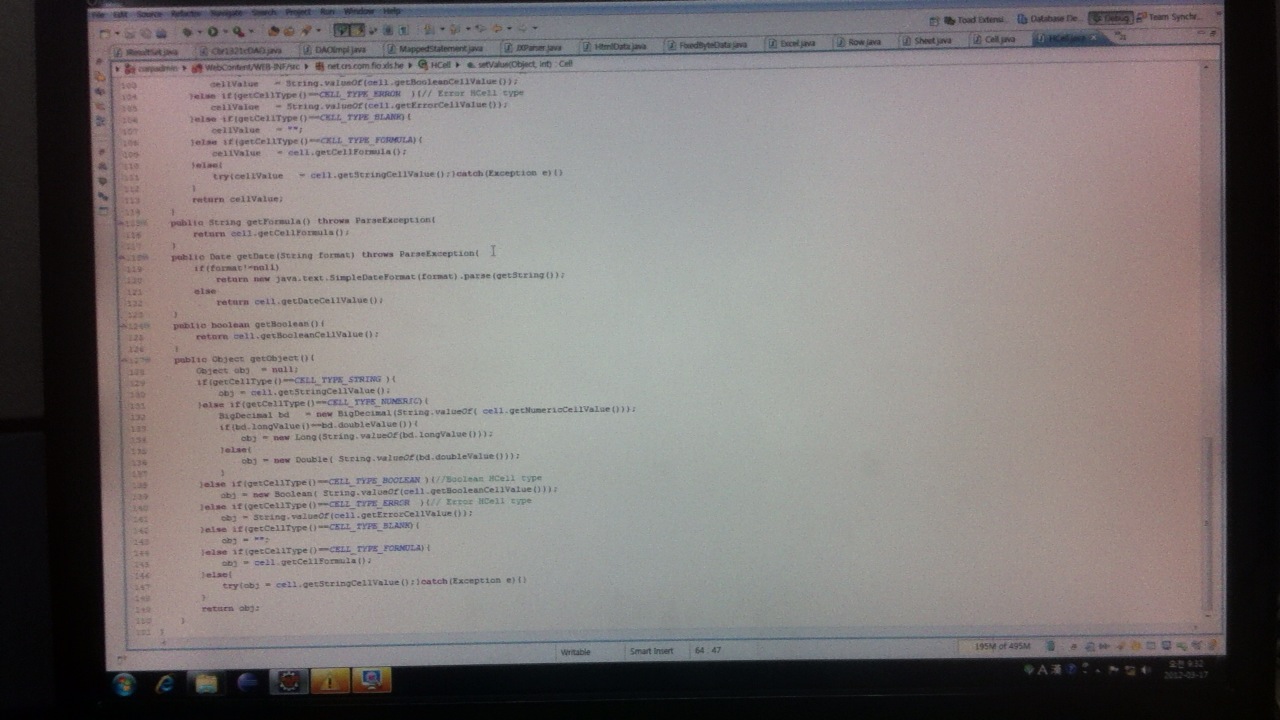 File Edit Source Refactor Navigate Search Project Run Window Help
Toad Extensi... Database De... Debug Team Synchr...
IResultSet.java Cbr1921cDAO.java DAOImpl.java MappedStatement.java JXParser.java HtmlData.java FixedByteData.java Excel.java Row.java Sheet.java Cell.java HCell.java
WebContent/WEB-INF/src net.crs.com.fio.xls.he HCell setValue(Object, int) : Cell
103 cellValue = String.valueOf(cell.getBooleanCellValue());
104 }else if(getCellType()==CELL_TYPE_ERROR ){// Error HCell type
105 cellValue = String.valueOf(cell.getErrorCellValue());
106 }else if(getCellType()==CELL_TYPE_BLANK){
107 cellValue = "";
108 }else if(getCellType()==CELL_TYPE_FORMULA){
109 cellValue = cell.getCellFormula();
110 }else{
111 try{cellValue = cell.getStringCellValue();}catch(Exception e){}
112 }
113 return cellValue;
114 }
115 public String getFormula() throws ParseException{
116 return cell.getCellFormula();
117 }
118 public Date getDate(String format) throws ParseException{
119 if(format!=null)
120 return new java.text.SimpleDateFormat(format).parse(getString());
121 else
122 return cell.getDateCellValue();
123 }
124 public boolean getBoolean(){
125 return cell.getBooleanCellValue();
126 }
127 public Object getObject(){
128 Object obj = null;
129 if(getCellType()==CELL_TYPE_STRING ){
130 obj = cell.getStringCellValue();
131 }else if(getCellType()==CELL_TYPE_NUMERIC){
132 BigDecimal bd = new BigDecimal(String.valueOf( cell.getNumericCellValue()));
133 if(bd.longValue()==bd.doubleValue()){
134 obj = new Long(String.valueOf(bd.longValue()));
135 }else{
136 obj = new Double( String.valueOf(bd.doubleValue()));
137 }
138 }else if(getCellType()==CELL_TYPE_BOOLEAN ){//Boolean HCell type
139 obj = new Boolean( String.valueOf(cell.getBooleanCellValue()));
140 }else if(getCellType()==CELL_TYPE_ERROR ){// Error HCell type
141 obj = String.valueOf(cell.getErrorCellValue());
142 }else if(getCellType()==CELL_TYPE_BLANK){
143 obj = "";
144 }else if(getCellType()==CELL_TYPE_FORMULA){
145 obj = cell.getCellFormula();
146 }else{
147 try{obj = cell.getStringCellValue();}catch(Exception e){}
148 }
149 return obj;
150 }
151 }
Writable Smart Insert 64 : 47 195M of 495M
A 漢 오전 9:32
2012-03-17